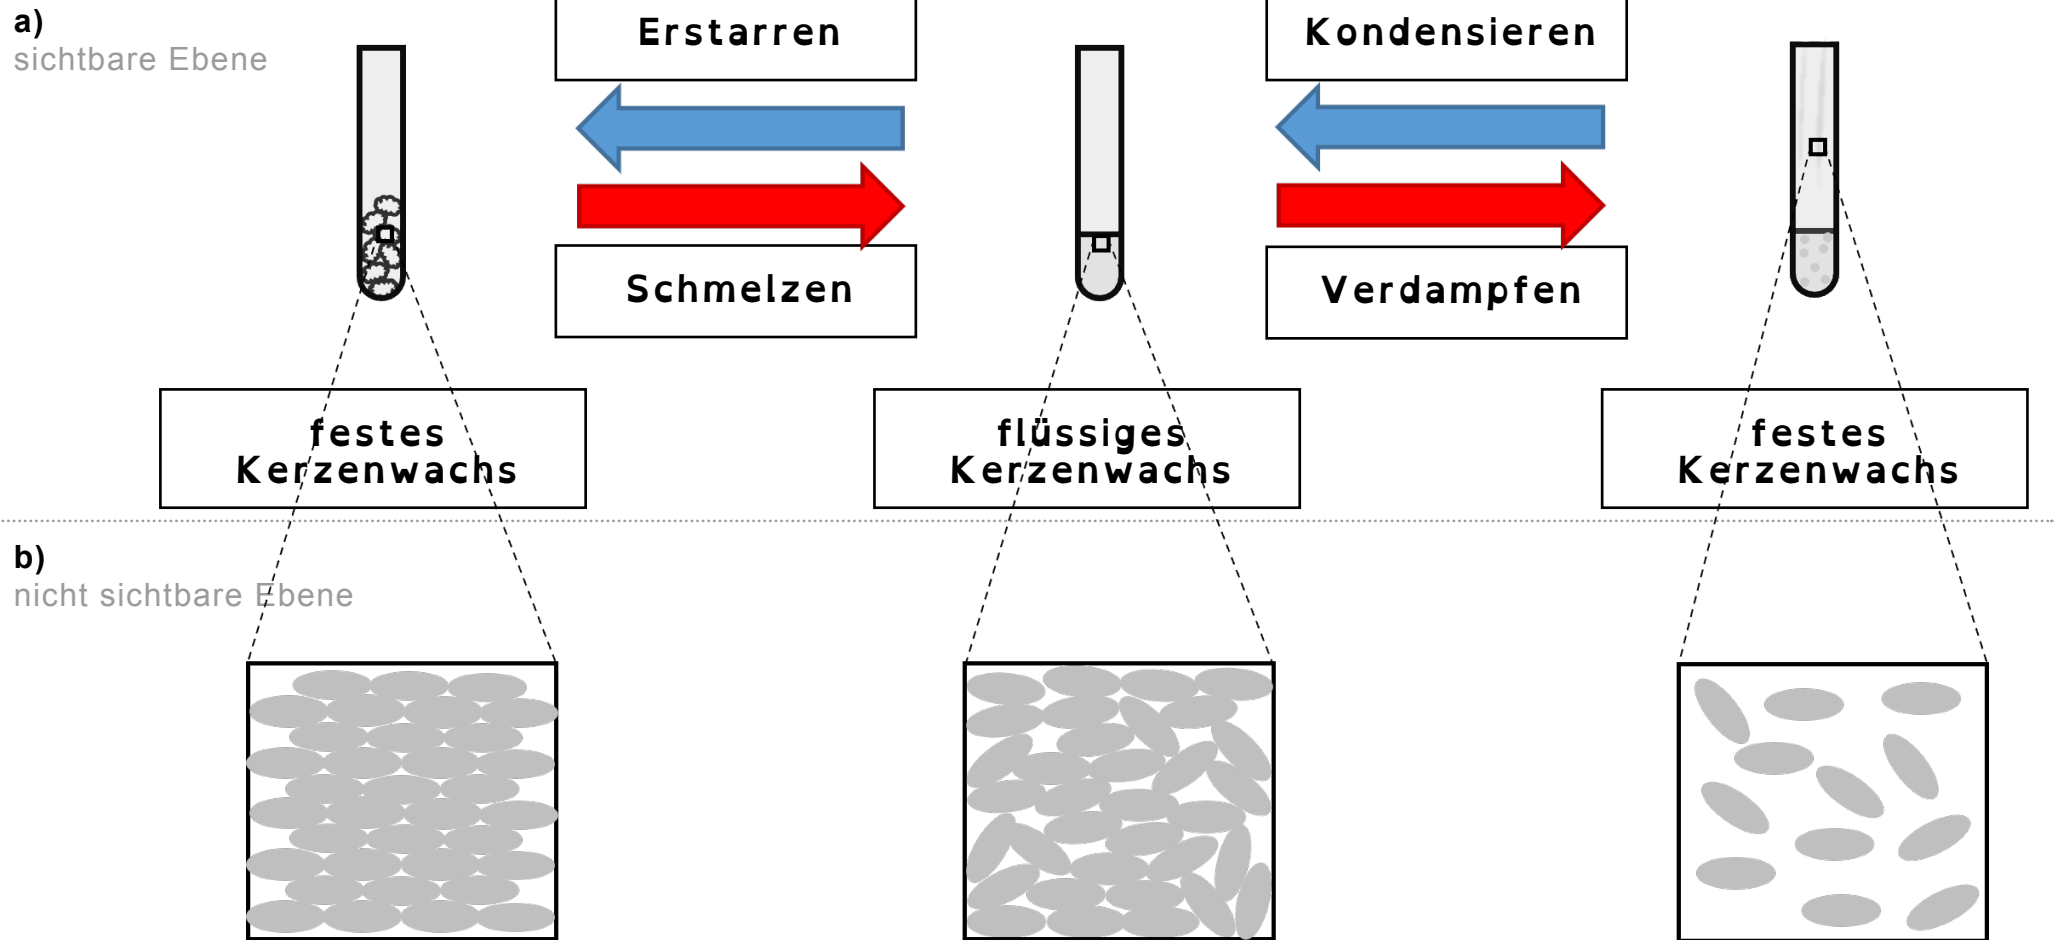 a)
sichtbare Ebene
Erstarren
Kondensieren
Schmelzen
Verdampfen
festes
Kerzenwachs
flüssiges
Kerzenwachs
festes
Kerzenwachs
b)
nicht sichtbare Ebene